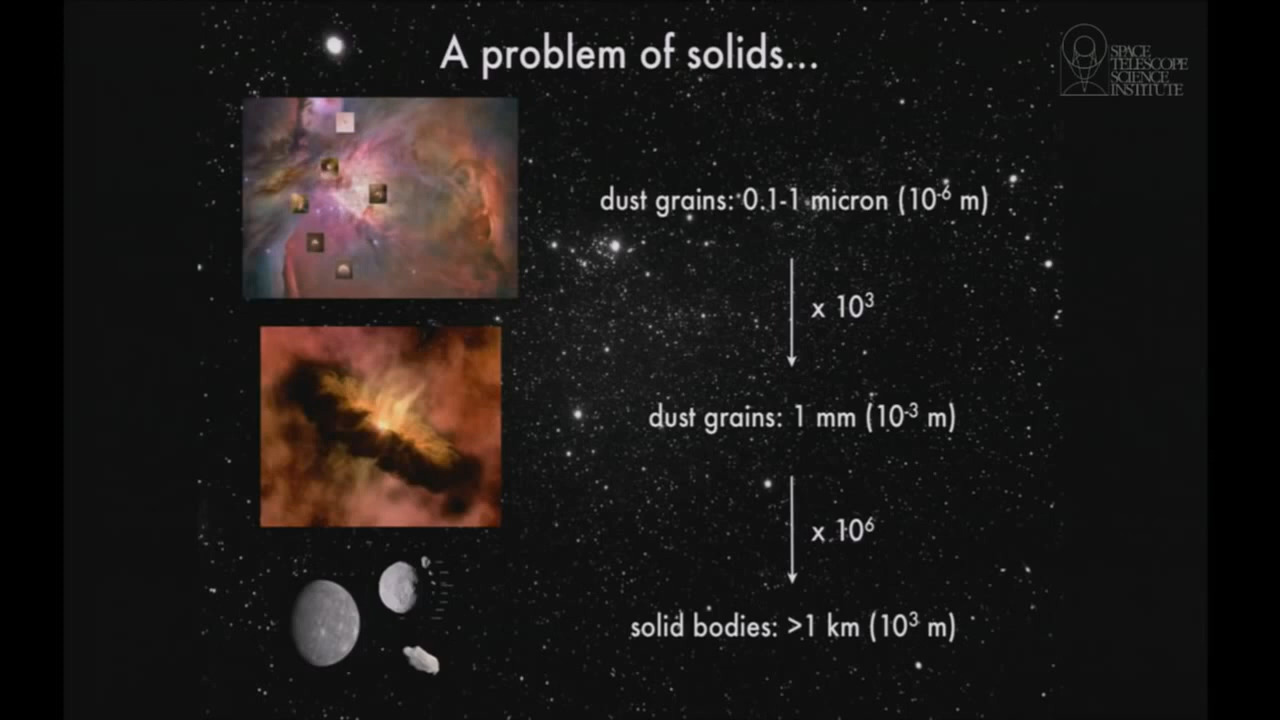 A problem of solids...
SPACE
TELESCOPE
SCIENCE
INSTITUTE
dust grains: 0.1-1 micron (10⁻⁶ m)
x 10³
dust grains: 1 mm (10⁻³ m)
x 10⁶
solid bodies: >1 km (10³ m)